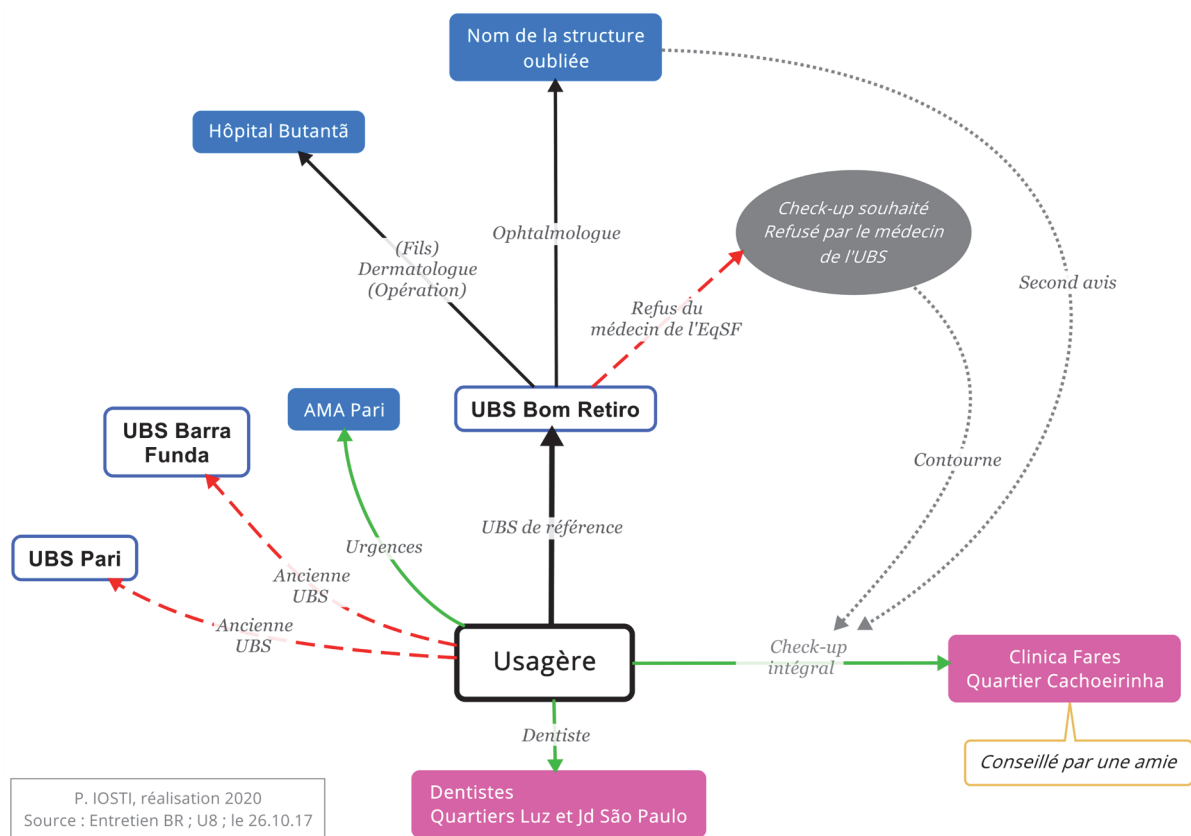 Nom de la structure
oubliée
Hôpital Butantã
Check-up souhaité
Refusé par le médecin
de l'UBS
(Fils)
Dermatologue
(Opération)
Ophtalmologue
Second avis
Refus du
médecin de l'EqSF
AMA Pari
UBS Bom Retiro
UBS Barra
Funda
Contourne
UBS de référence
Urgences
UBS Pari
Ancienne
UBS
Ancienne
UBS
Usagère
Check-up
intégral
Clinica Fares
Quartier Cachoeirinha
Dentiste
Conseillé par une amie
Dentistes
Quartiers Luz et Jd São Paulo
P. IOSTI, réalisation 2020
Source : Entretien BR ; U8 ; le 26.10.17